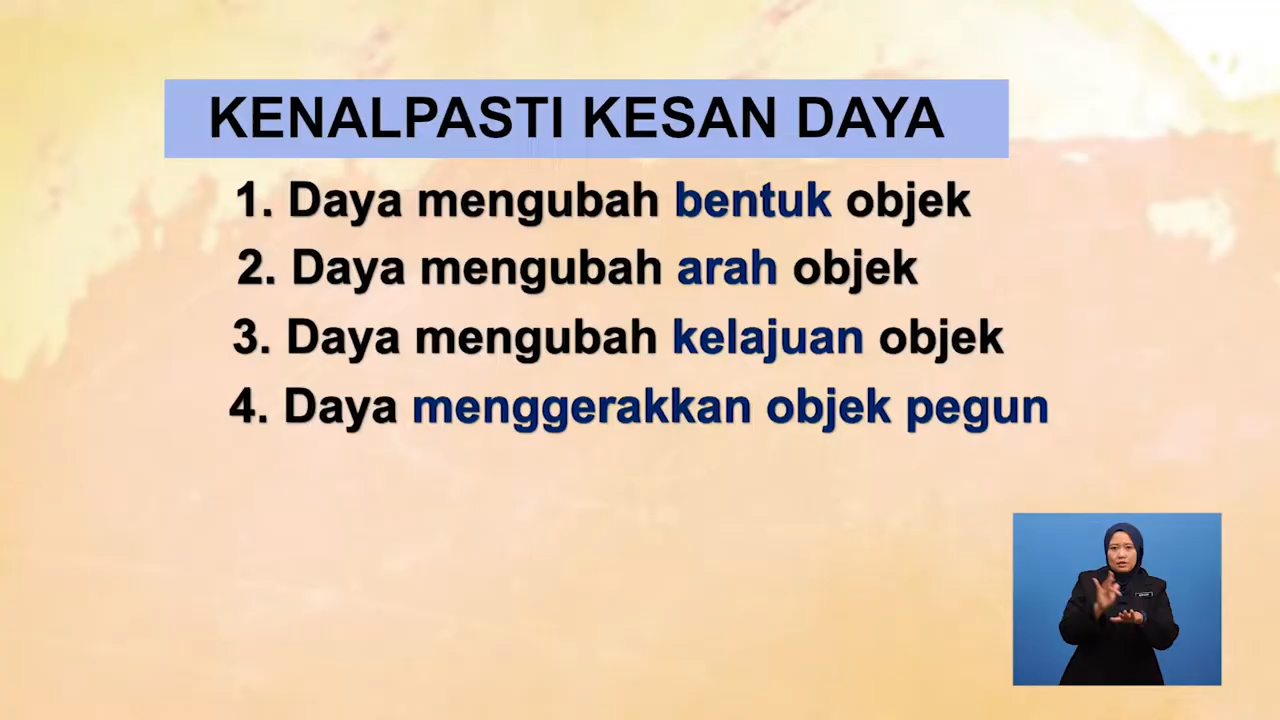 KENALPASTI KESAN DAYA
1. Daya mengubah bentuk objek
2. Daya mengubah arah objek
3. Daya mengubah kelajuan objek
4. Daya menggerakkan objek pegun